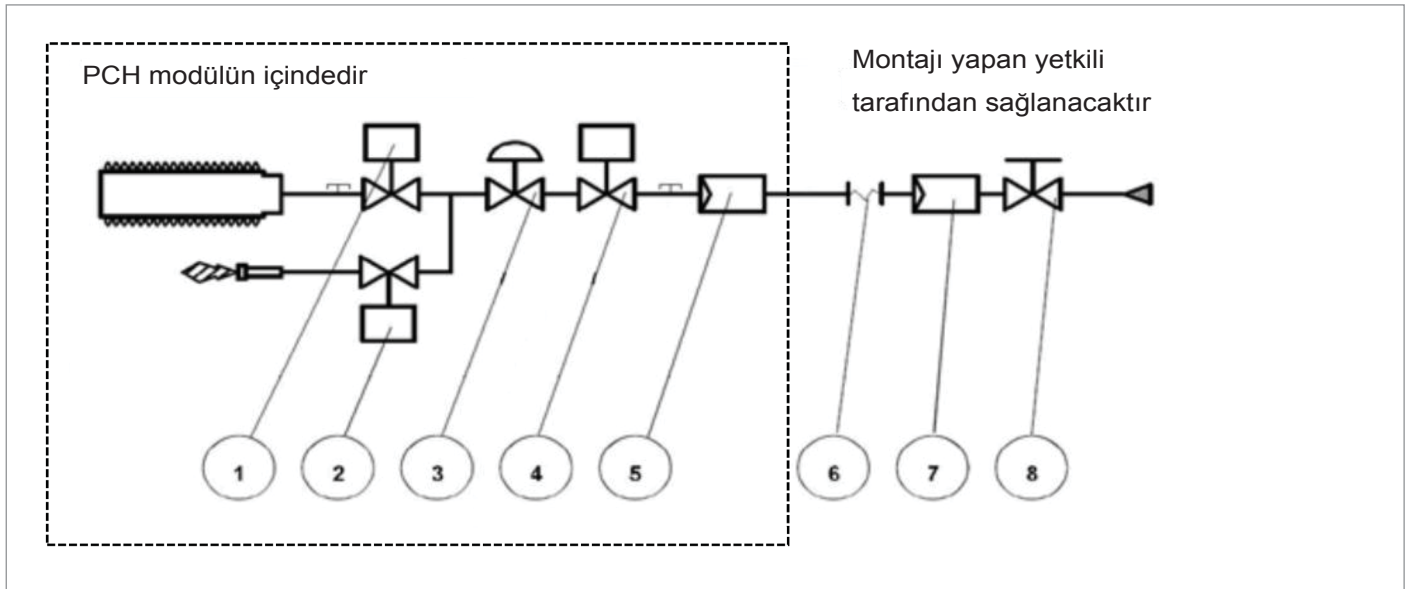 PCH modülün içindedir
Montajı yapan yetkili
tarafından sağlanacaktır
1 2 3 4 5 6 7 8